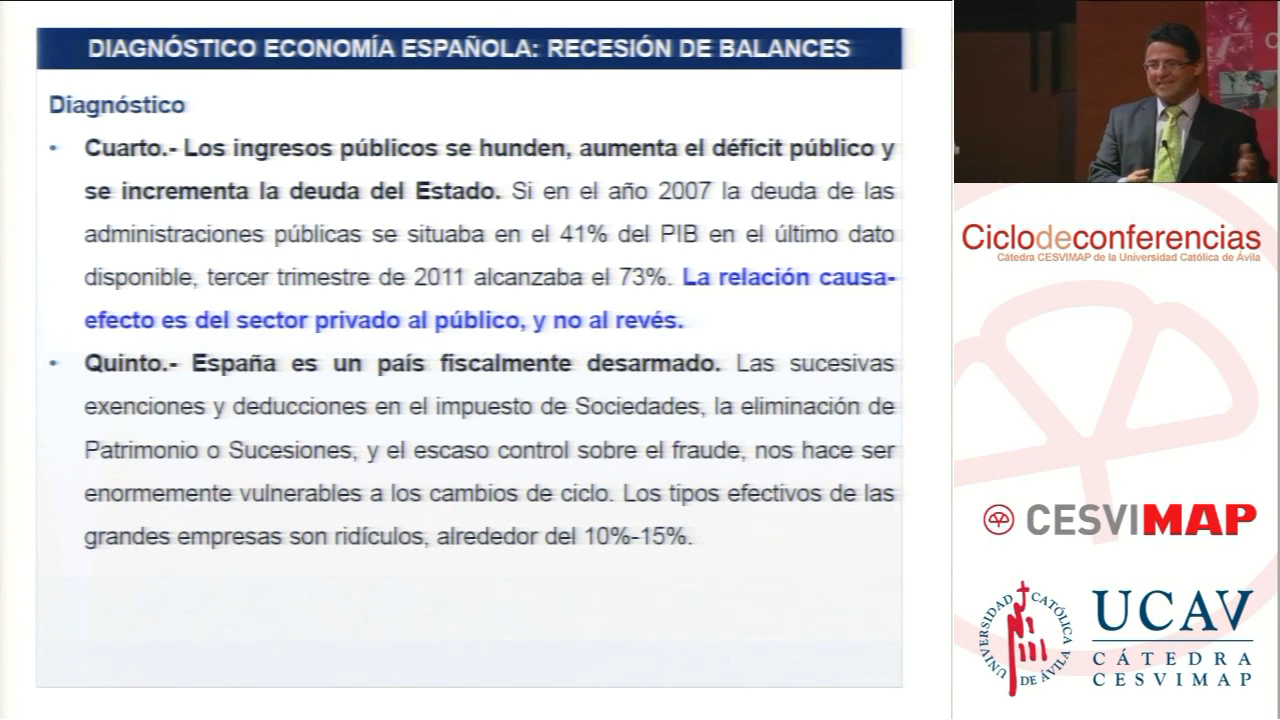 DIAGNÓSTICO ECONOMÍA ESPAÑOLA: RECESIÓN DE BALANCES
Diagnóstico
• Cuarto.- Los ingresos públicos se hunden, aumenta el déficit público y
se incrementa la deuda del Estado. Si en el año 2007 la deuda de las
administraciones públicas se situaba en el 41% del PIB en el último dato
disponible, tercer trimestre de 2011 alcanzaba el 73%. La relación causa-
efecto es del sector privado al público, y no al revés.
• Quinto.- España es un país fiscalmente desarmado. Las sucesivas
exenciones y deducciones en el impuesto de Sociedades, la eliminación de
Patrimonio o Sucesiones, y el escaso control sobre el fraude, nos hace ser
enormemente vulnerables a los cambios de ciclo. Los tipos efectivos de las
grandes empresas son ridículos, alrededor del 10%-15%.
Ciclodeconferencias
Cátedra CESVIMAP de la Universidad Católica de Ávila
CESVIMAP
UNIVERSIDAD CATÓLICA DE ÁVILA
UCAV
CÁTEDRA
CESVIMAP